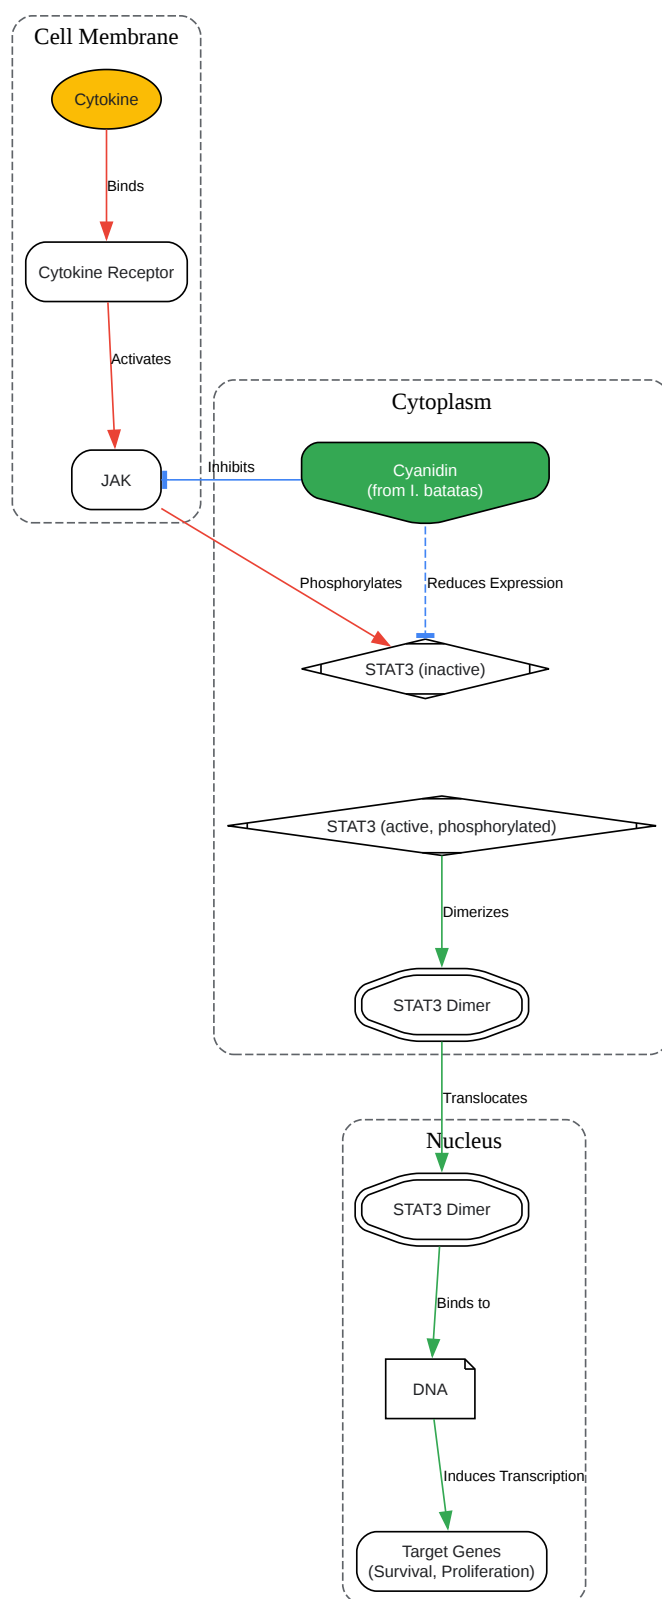 Cell Membrane
Cytokine
Binds
Cytokine Receptor
Activates
Cytoplasm
JAK
Inhibits
Cyanidin
(from I. batatas)
Phosphorylates
Reduces Expression
STAT3 (inactive)
STAT3 (active, phosphorylated)
Dimerizes
STAT3 Dimer
Translocates
Nucleus
STAT3 Dimer
Binds to
DNA
Induces Transcription
Target Genes
(Survival, Proliferation)